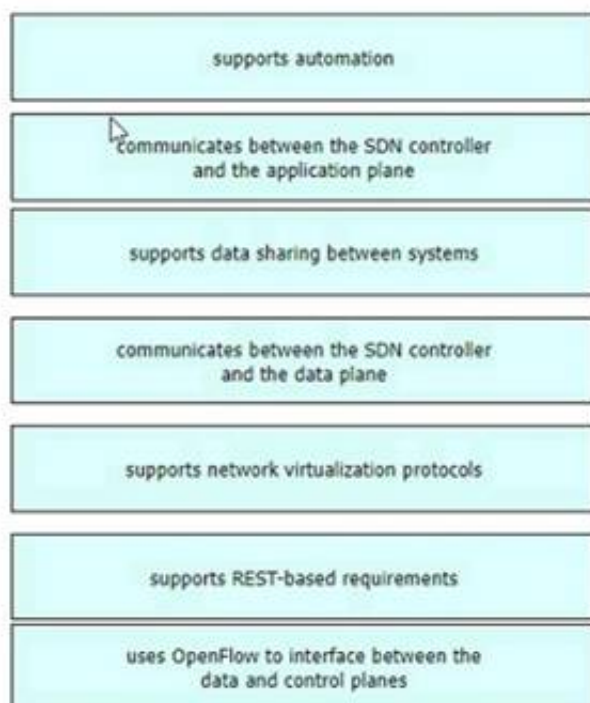 supports automation
communicates between the SDN controller
and the application plane
supports data sharing between systems
communicates between the SDN controller
and the data plane
supports network virtualization protocols
supports REST-based requirements
uses OpenFlow to interface between the
data and control planes